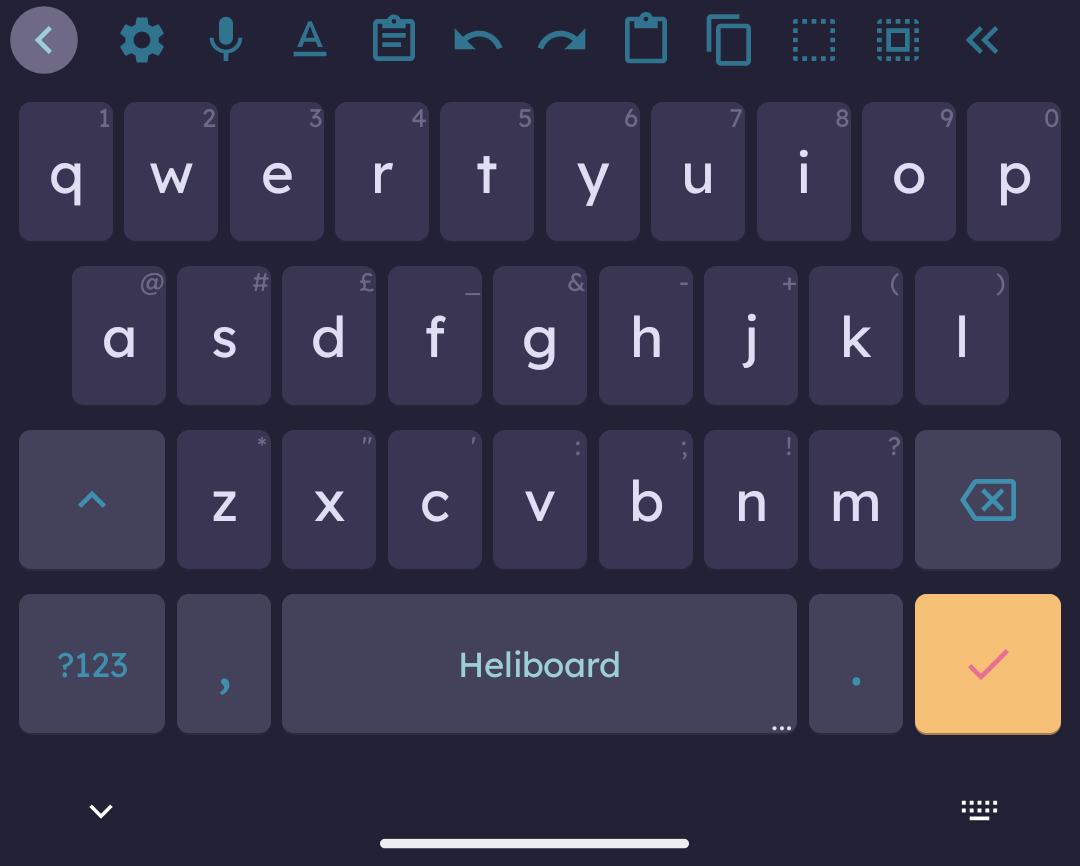 A
1 2 3 4 5 6 7 8 9 0
q w e r t y u i o p
@ # £ _ & - + ( )
a s d f g h j k l
* " ' : ; ! ?
z x c v b n m
?123 , Heliboard .
...